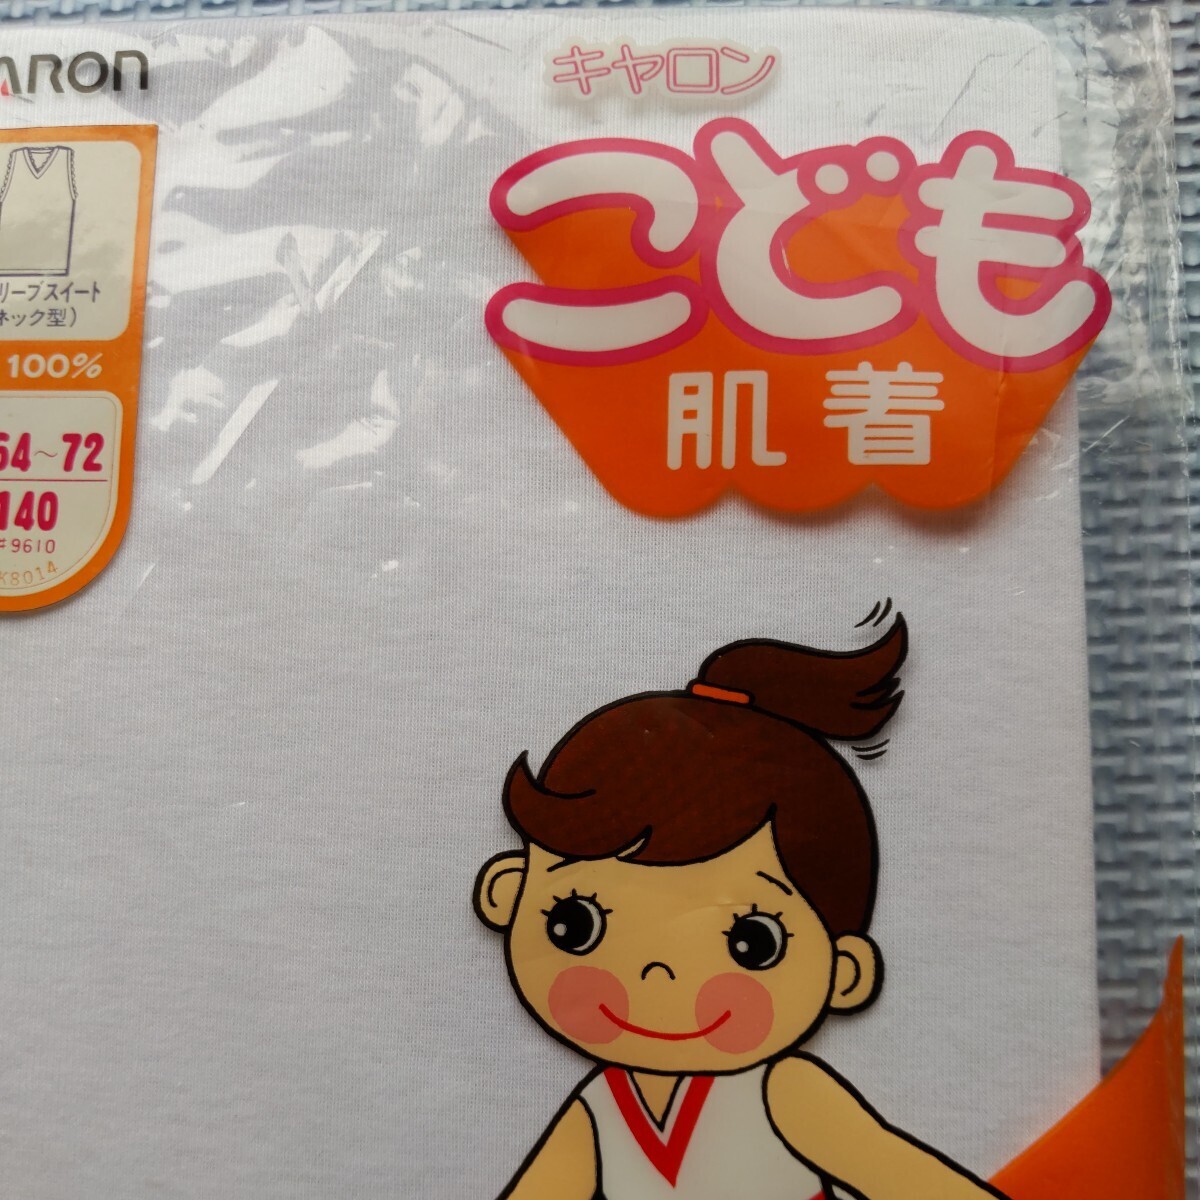 ARON
キャロン
こども
肌着
リーブスイート
ネック型)
100%
64~72
140
#9610
K8014